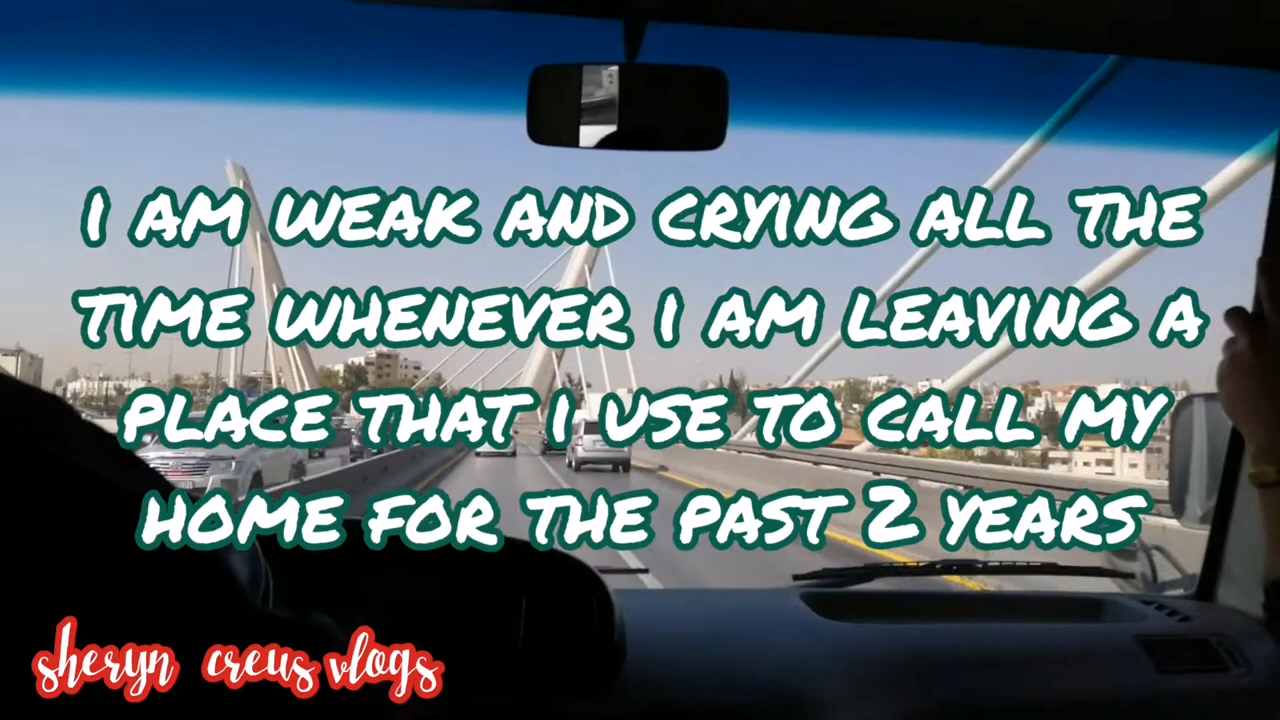 I AM WEAK AND CRYING ALL THE
TIME WHENEVER I AM LEAVING A
PLACE THAT I USE TO CALL MY
HOME FOR THE PAST 2 YEARS
sheryn creus vlogs